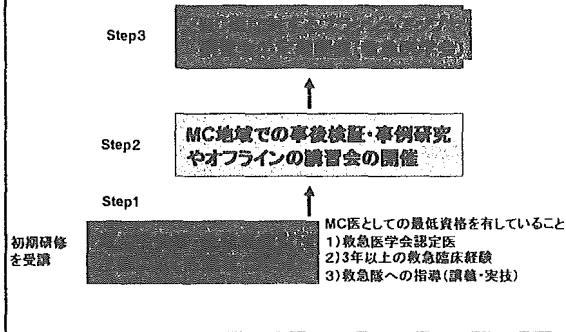 Step3
Step2
MC地域での事後検証・事例研究
やオフラインの講習会の開催
Step1
初期研修
を受講
MC医としての最低資格を有していること
1)救急医学会認定医
2)3年以上の救急臨床経験
3)救急隊への指導(講義・実技)